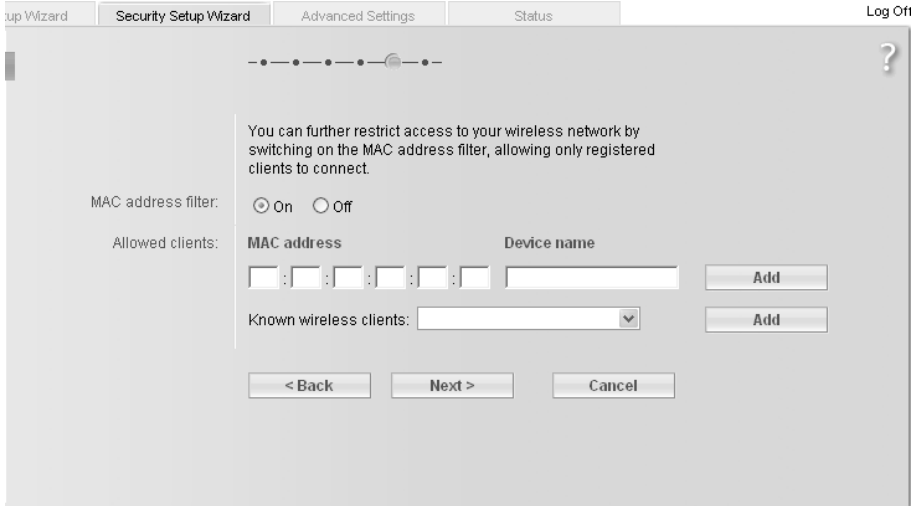 tup Wizard Security Setup Wizard Advanced Settings Status Log Off
?
You can further restrict access to your wireless network by
switching on the MAC address filter, allowing only registered
clients to connect.
MAC address filter: On Off
Allowed clients: MAC address Device name
: : : : : Add
Known wireless clients: Add
< Back Next > Cancel